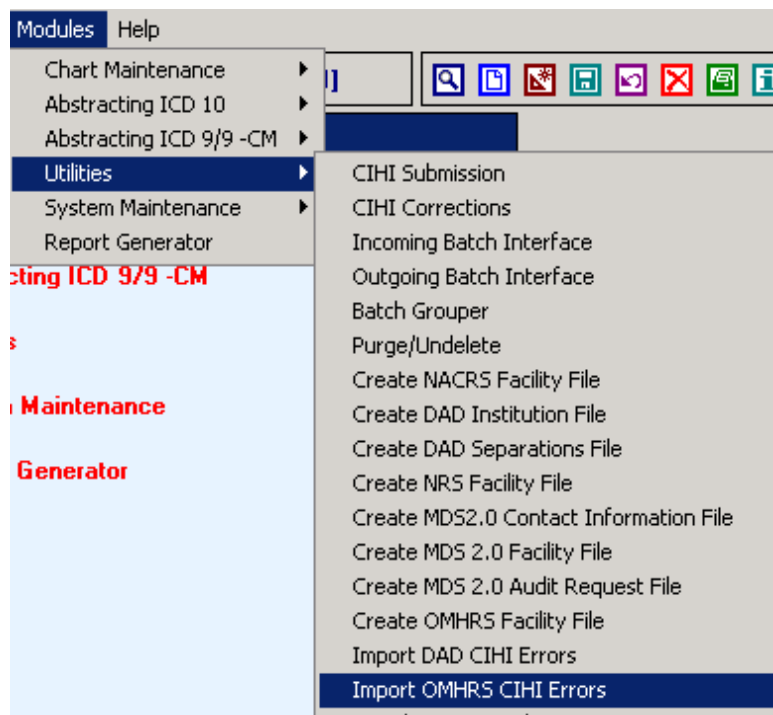 Modules Help
Chart Maintenance
Abstracting ICD 10
Abstracting ICD 9/9 -CM
Utilities
System Maintenance
Report Generator
CIHI Submission
CIHI Corrections
Incoming Batch Interface
Outgoing Batch Interface
Batch Grouper
Purge/Undelete
Create NACRS Facility File
Create DAD Institution File
Create DAD Separations File
Create NRS Facility File
Create MDS2.0 Contact Information File
Create MDS 2.0 Facility File
Create MDS 2.0 Audit Request File
Create OMHRS Facility File
Import DAD CIHI Errors
Import OMHRS CIHI Errors
cting ICD 9/9 -CM
s
Maintenance
Generator